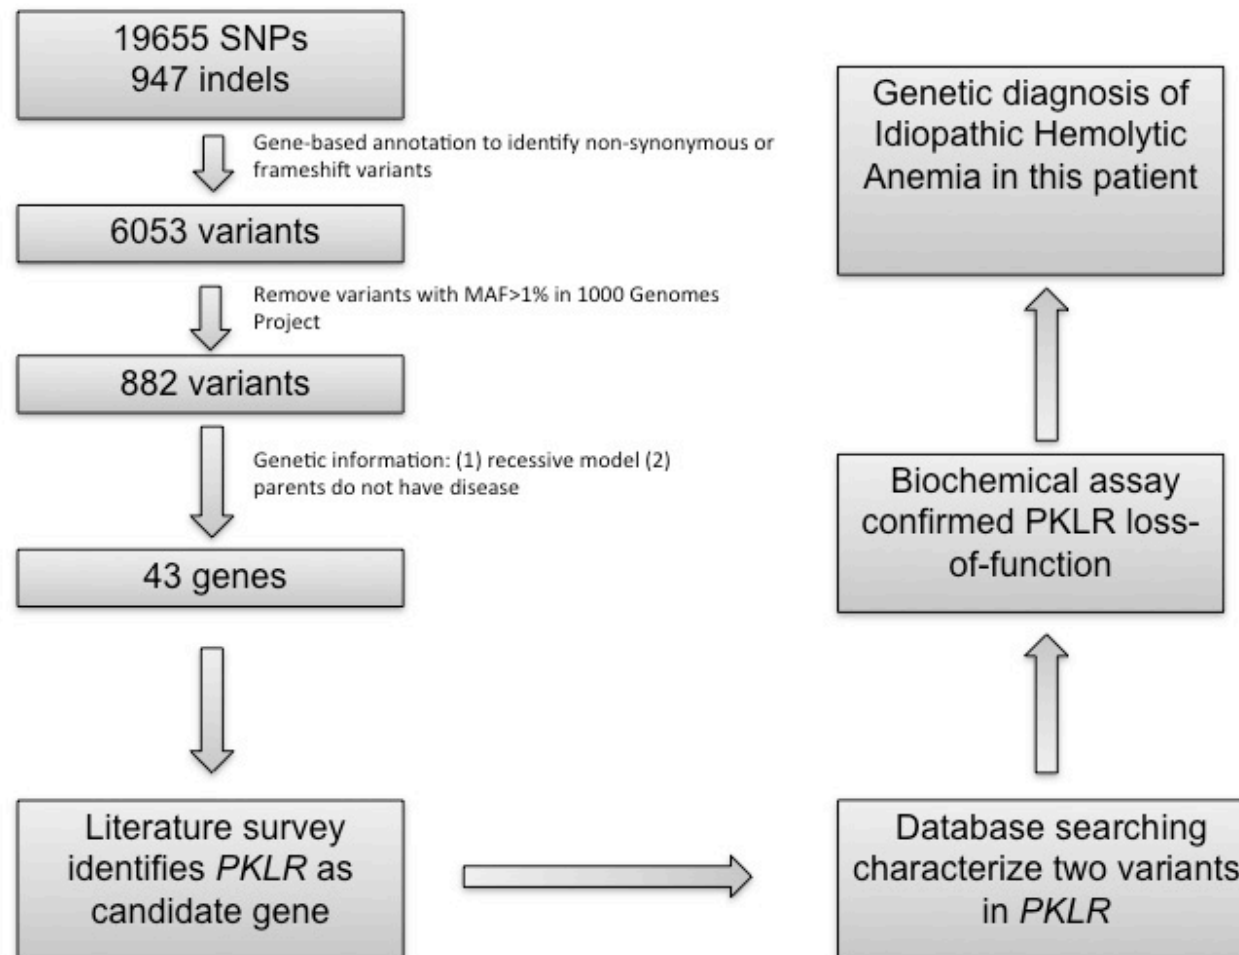 19655 SNPs
947 indels
Gene-based annotation to identify non-synonymous or
frameshift variants
6053 variants
Remove variants with MAF>1% in 1000 Genomes
Project
882 variants
Genetic information: (1) recessive model (2)
parents do not have disease
43 genes
Literature survey
identifies PKLR as
candidate gene
Database searching
characterize two variants
in PKLR
Biochemical assay
confirmed PKLR loss-
of-function
Genetic diagnosis of
Idiopathic Hemolytic
Anemia in this patient